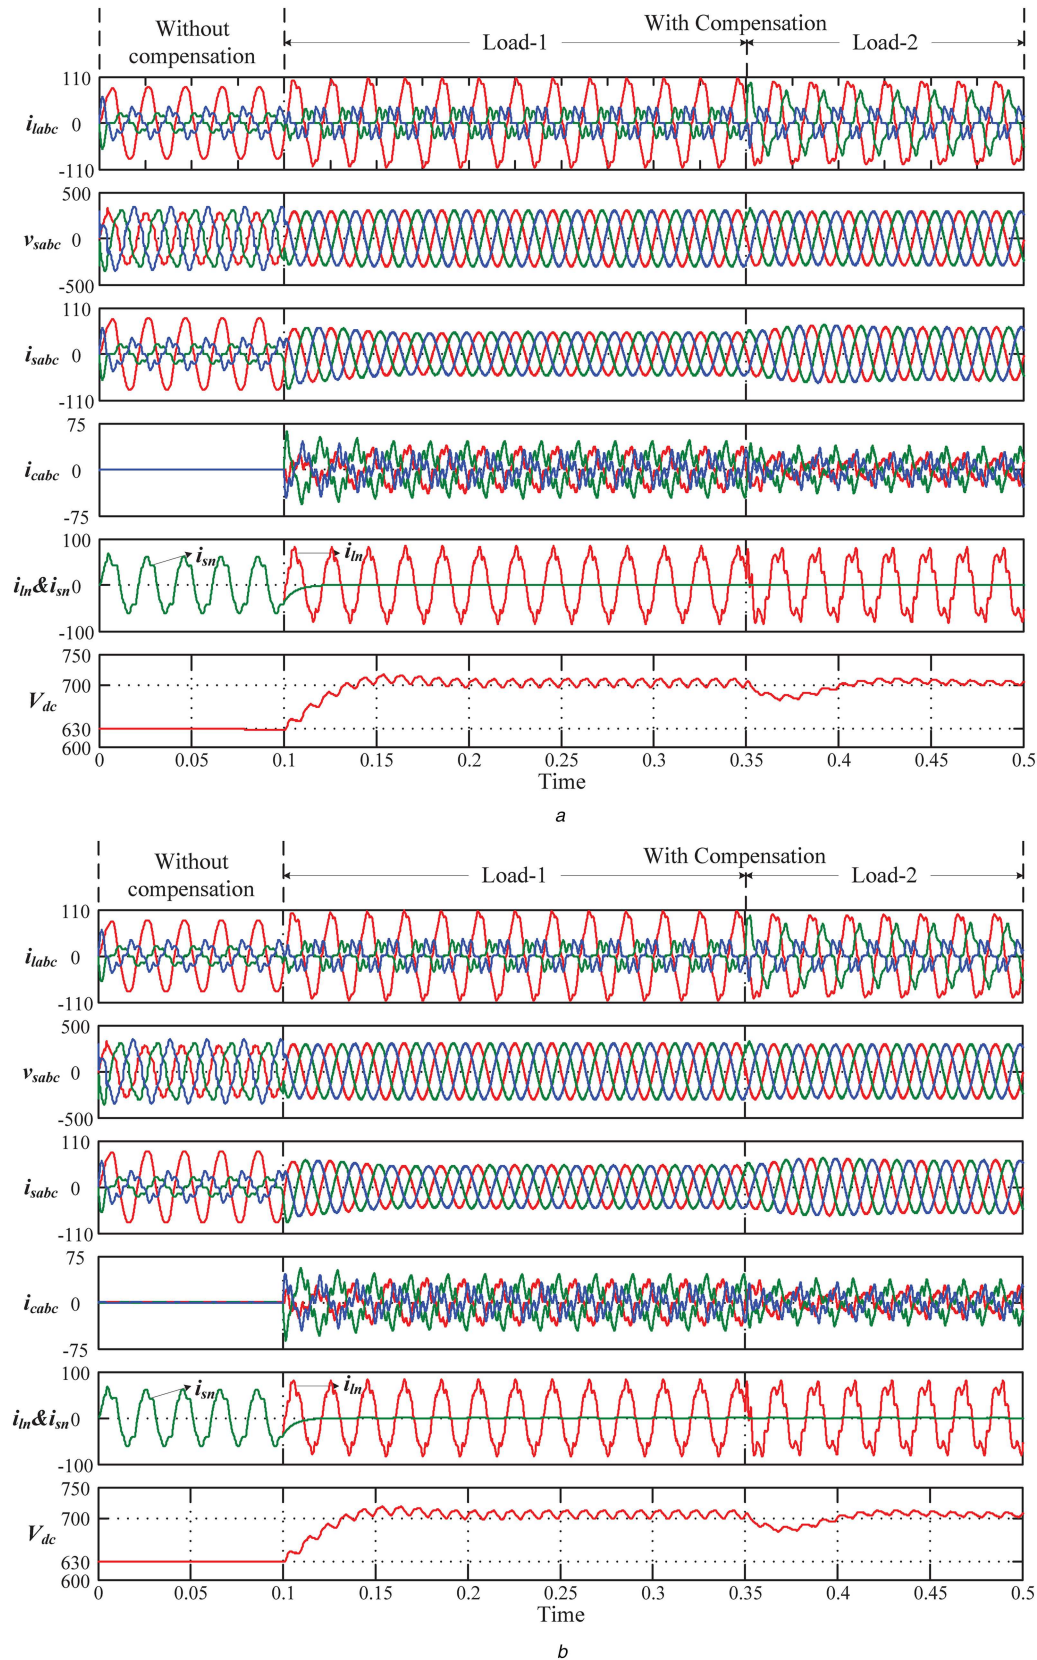 Without
compensation
With Compensation
Load-1
Load-2
110
i_labc 0
-110
500
v_sabc 0
-500
110
i_sabc 0
-110
75
i_cabc 0
-75
100
i_sn
i_ln
i_ln&i_sn 0
-100
750
700
V_dc
630
600
0 0.05 0.1 0.15 0.2 0.25 0.3 0.35 0.4 0.45 0.5
Time
a
Without
compensation
With Compensation
Load-1
Load-2
110
i_labc 0
-110
500
v_sabc 0
-500
110
i_sabc 0
-110
75
i_cabc 0
-75
100
i_sn
i_ln
i_ln&i_sn 0
-100
750
700
V_dc
630
600
0 0.05 0.1 0.15 0.2 0.25 0.3 0.35 0.4 0.45 0.5
Time
b